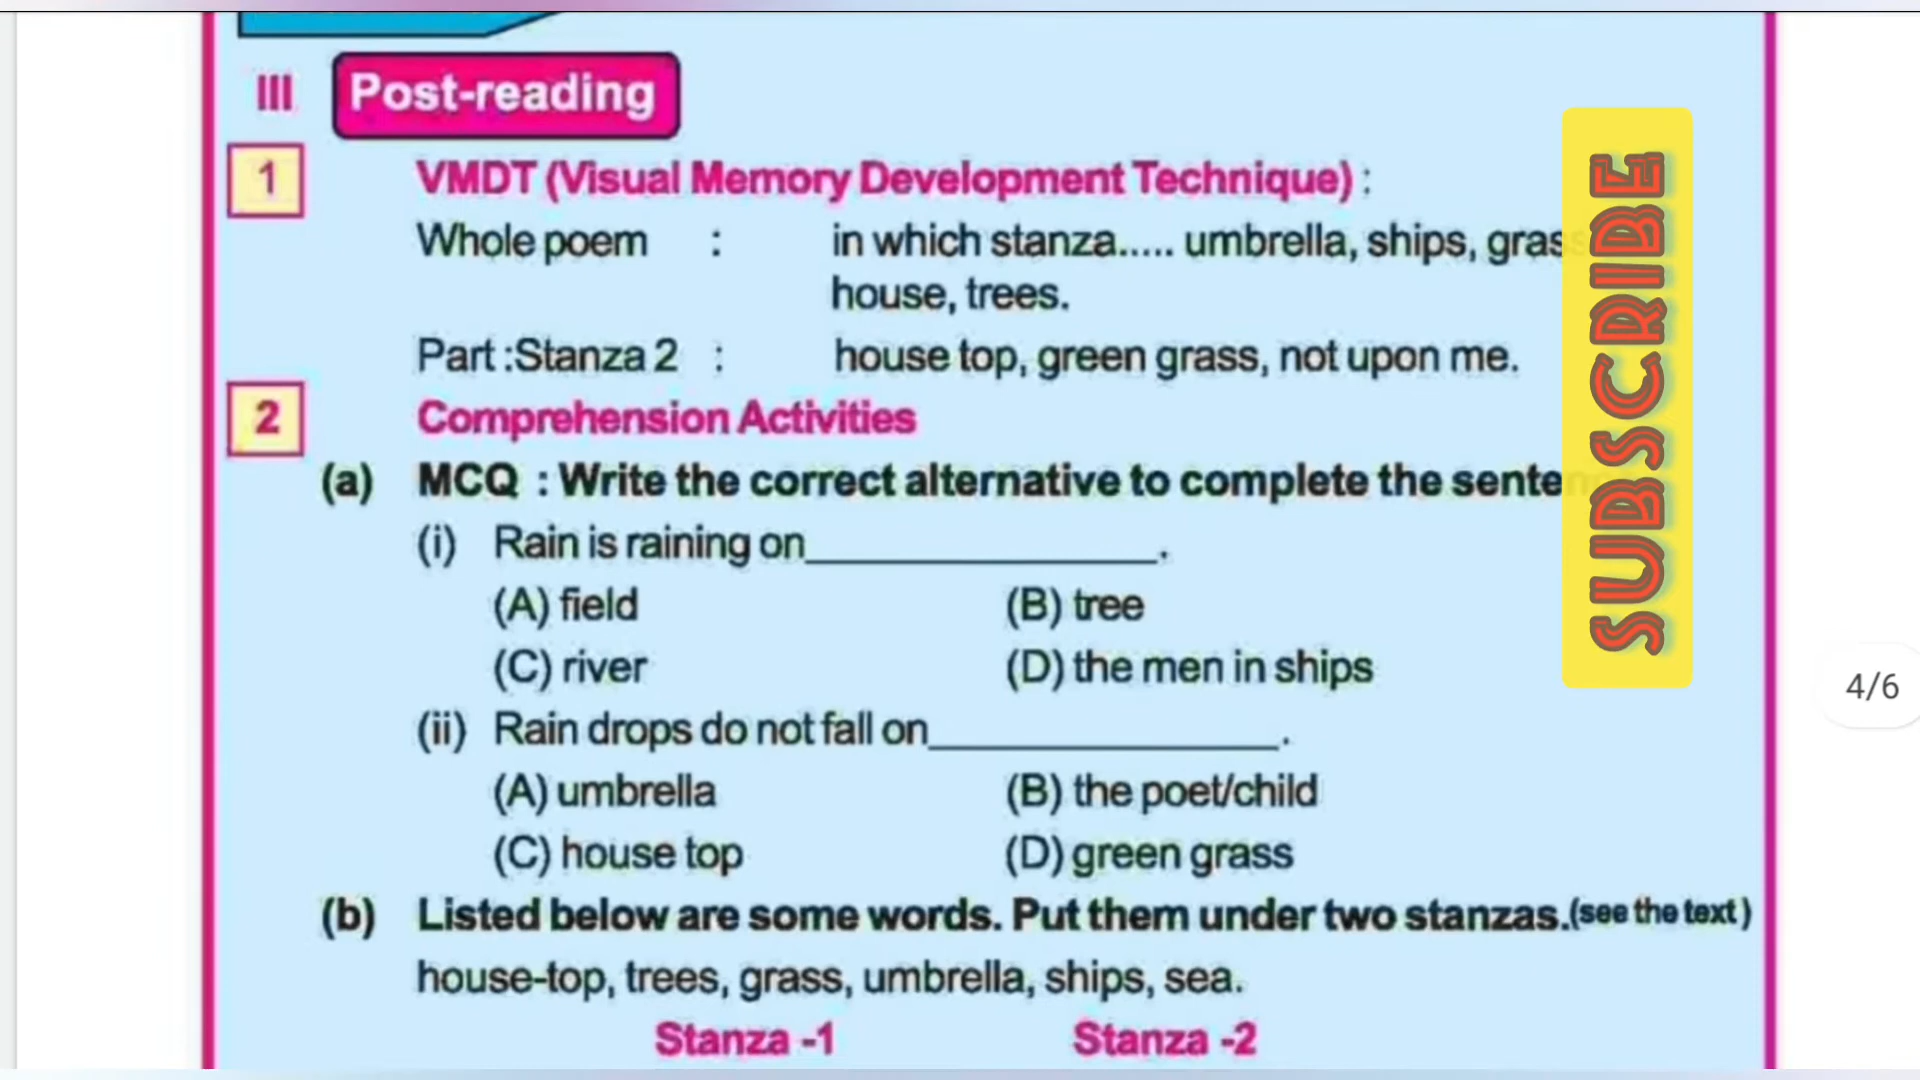 III Post-reading
1 VMDT (Visual Memory Development Technique) :
Whole poem : in which stanza..... umbrella, ships, grass
house, trees.
Part :Stanza 2 : house top, green grass, not upon me.
2 Comprehension Activities
(a) MCQ : Write the correct alternative to complete the
(i) Rain is raining on_______________.
(A) field (B) tree
(C) river (D) the men in ships
(ii) Rain drops do not fall on_______________.
(A) umbrella (B) the poet/child
(C) house top (D) green grass
(b) Listed below are some words. Put them under two stanzas.(see the text)
house-top, trees, grass, umbrella, ships, sea.
Stanza -1 Stanza -2
SUBSCRIBE
4/6